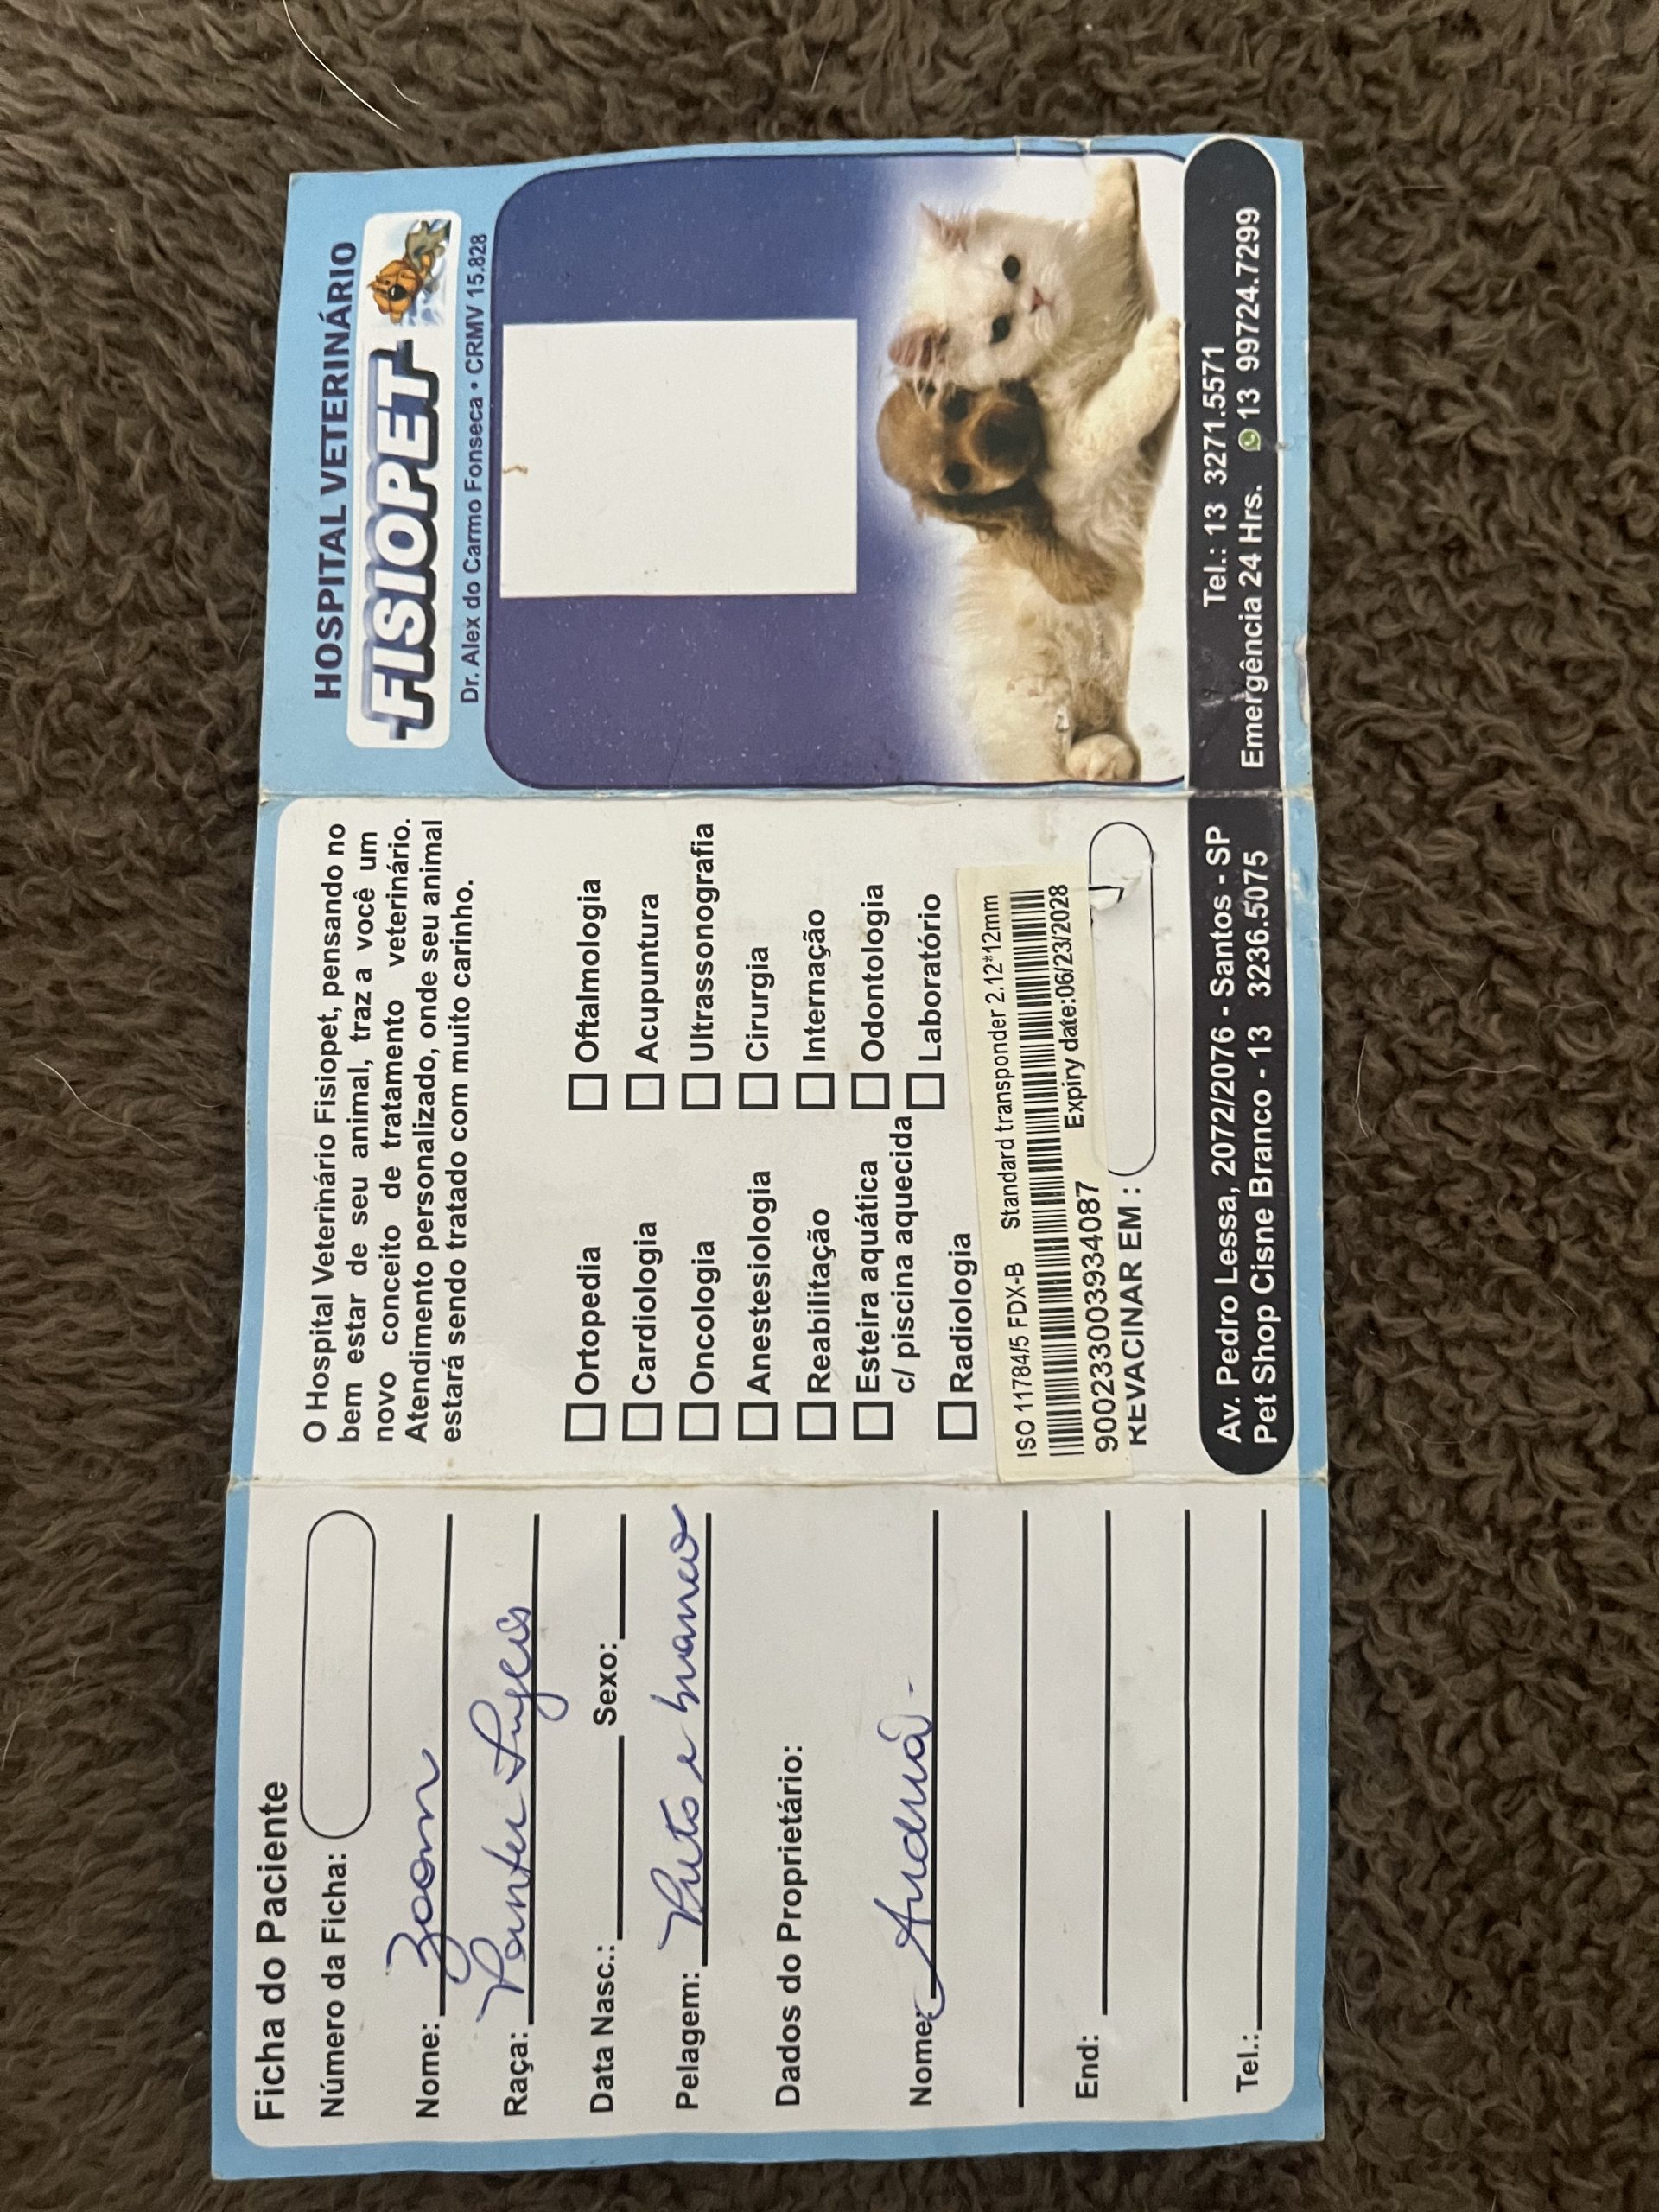 Ficha do Paciente
Número da Ficha:
Nome: Zoom
Raça: Pointer Inglês
Data Nasc.: Sexo:
Pelagem: Preto e branco
Dados do Proprietário:
Nome:
End:
Tel.:
O Hospital Veterinário Fisiopet, pensando no
bem estar de seu animal, traz a você um
novo conceito de tratamento veterinário.
Atendimento personalizado, onde seu animal
estará sendo tratado com muito carinho.
Ortopedia Oftalmologia
Cardiologia Acupuntura
Oncologia Ultrassonografia
Anestesiologia Cirurgia
Reabilitação Internação
Esteira aquática Odontologia
c/ piscina aquecida
Radiologia Laboratório
ISO 11784/5 FDX-B Standard transponder 2.12*12mm
900233003934087 Expiry date:06/23/2028
REVACINAR EM :
Av. Pedro Lessa, 2072/2076 - Santos - SP
Pet Shop Cisne Branco - 13 3236.5075
HOSPITAL VETERINÁRIO
FISIOPET
Dr. Alex do Carmo Fonseca • CRMV 15.828
Tel.: 13 3271.5571
Emergência 24 Hrs. 13 99724.7299